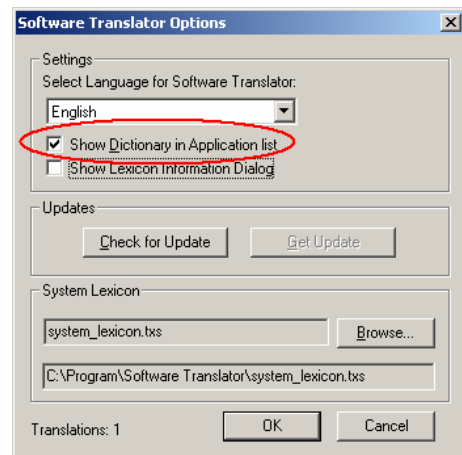 Software Translator Options
Settings
Select Language for Software Translator:
English
Show Dictionary in Application list
Show Lexicon Information Dialog
Updates
Check for Update
Get Update
System Lexicon
system_lexicon.txs
Browse...
C:\Program\Software Translator\system_lexicon.txs
Translations: 1
OK
Cancel